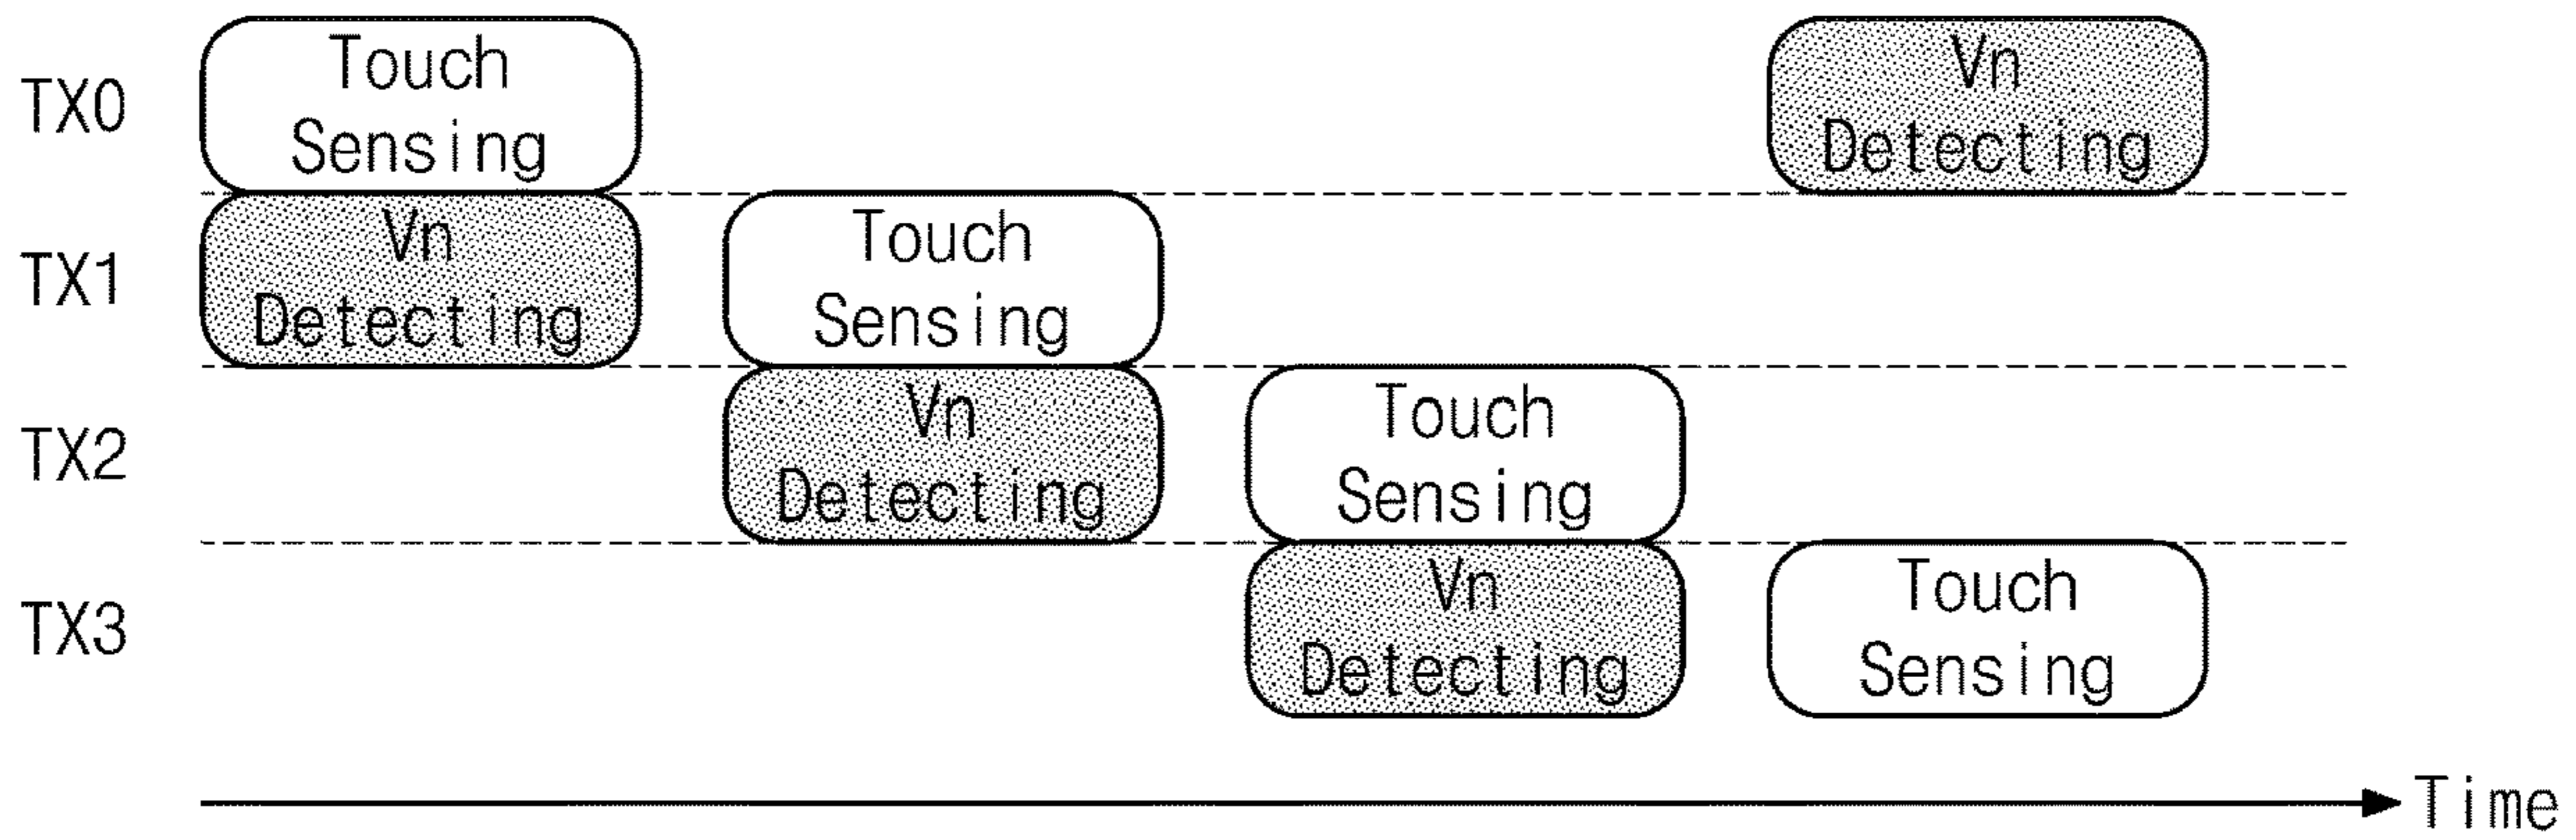 TX0
Touch
Sensing
Vn
Detecting
TX1
Vn
Detecting
Touch
Sensing
TX2
Vn
Detecting
Touch
Sensing
TX3
Vn
Detecting
Touch
Sensing
Time